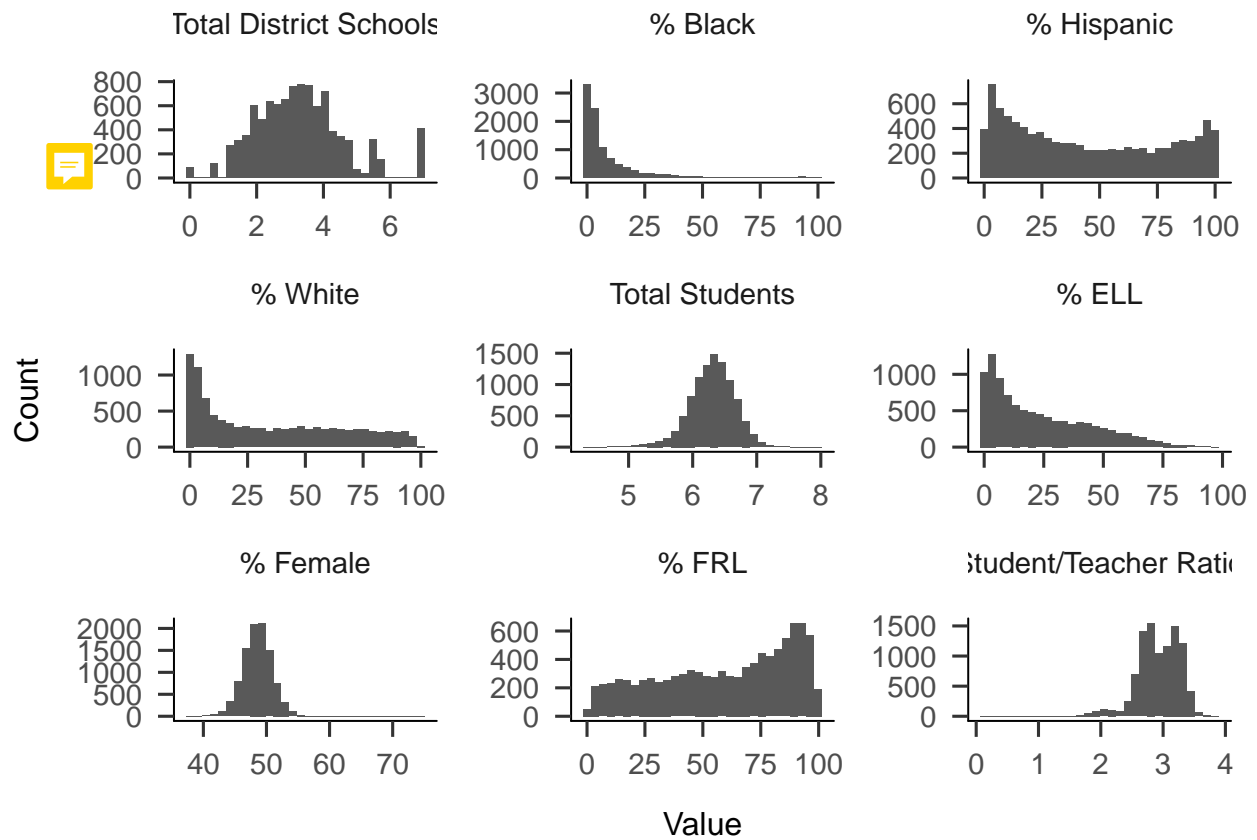 Total District Schools
% Black
% Hispanic
800
600
400
200
0
0 2 4 6
3000
2000
1000
0
0 25 50 75 100
600
400
200
0
0 25 50 75 100
% White
Total Students
% ELL
1000
500
0
0 25 50 75 100
1500
1000
500
0
5 6 7 8
1000
500
0
0 25 50 75 100
% Female
% FRL
Student/Teacher Ratio
2000
1500
1000
500
0
40 50 60 70
600
400
200
0
0 25 50 75 100
1500
1000
500
0
0 1 2 3 4
Count
Value